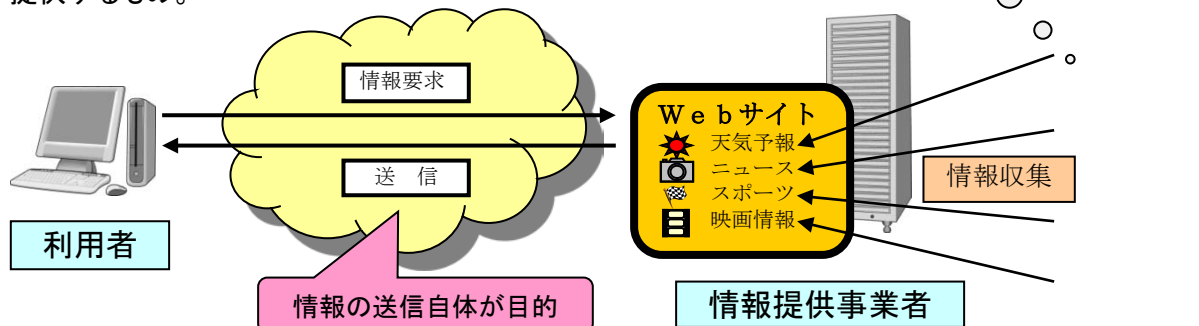 提供するもの。
情報要求
Ｗｅｂサイト
天気予報
ニュース
スポーツ
映画情報
送　信
情報収集
利用者
情報の送信自体が目的
情報提供事業者